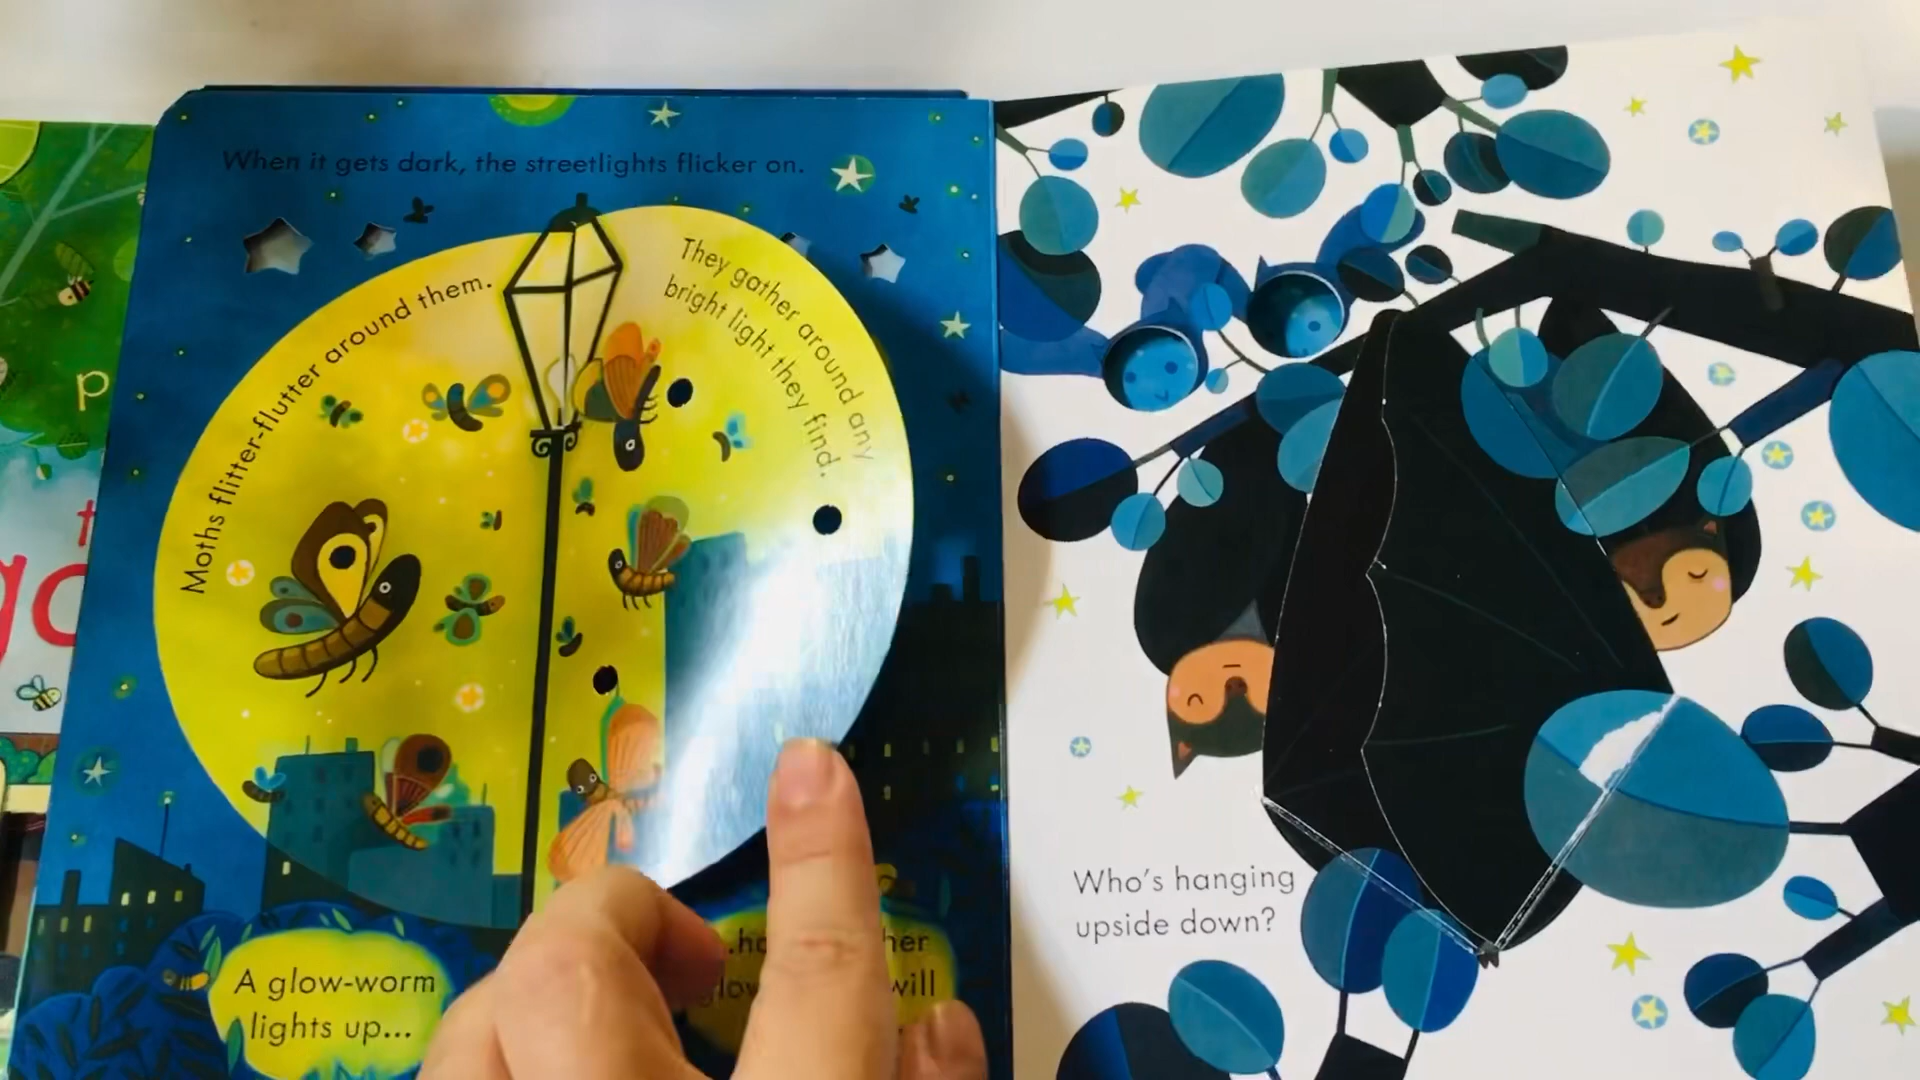 When it gets dark, the streetlights flicker on.
Moths flitter-flutter around them.
They gather around any
bright light they find.
A glow-worm
lights up...
will
Who's hanging
upside down?